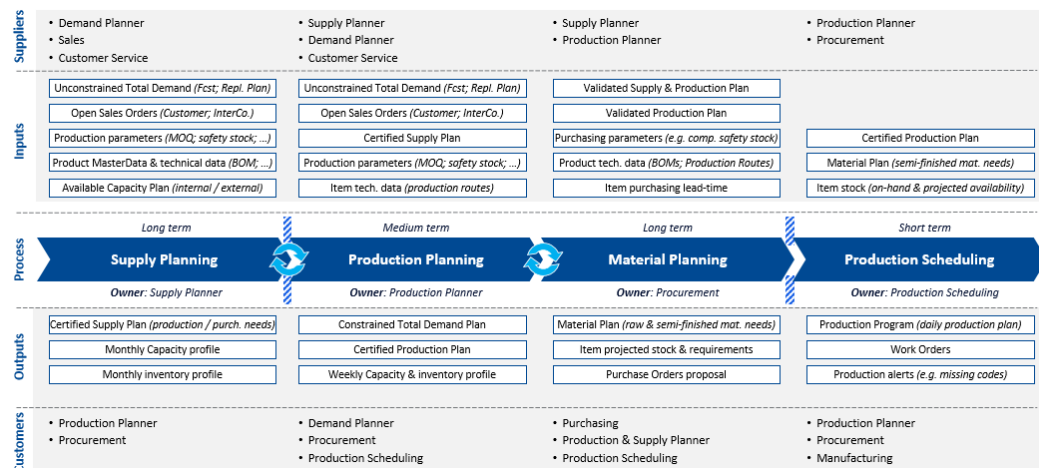 Suppliers
• Demand Planner
• Sales
• Customer Service
• Supply Planner
• Demand Planner
• Customer Service
• Supply Planner
• Production Planner
• Production Planner
• Procurement
Inputs
Unconstrained Total Demand (Fcst; Repl. Plan)
Open Sales Orders (Customer; InterCo.)
Production parameters (MOQ; safety stock; ...)
Product MasterData & technical data (BOM; ...)
Available Capacity Plan (internal / external)
Unconstrained Total Demand (Fcst; Repl. Plan)
Open Sales Orders (Customer; InterCo.)
Certified Supply Plan
Production parameters (MOQ; safety stock; ...)
Item tech. data (production routes)
Validated Supply & Production Plan
Validated Production Plan
Purchasing parameters (e.g. comp. safety stock)
Product tech. data (BOMs; Production Routes)
Item purchasing lead-time
Certified Production Plan
Material Plan (semi-finished mat. needs)
Item stock (on-hand & projected availability)
Process
Long term
Supply Planning
Owner: Supply Planner
Medium term
Production Planning
Owner: Production Planner
Long term
Material Planning
Owner: Procurement
Short term
Production Scheduling
Owner: Production Scheduling
Outputs
Certified Supply Plan (production / purch. needs)
Monthly Capacity profile
Monthly inventory profile
Constrained Total Demand Plan
Certified Production Plan
Weekly Capacity & inventory profile
Material Plan (raw & semi-finished mat. needs)
Item projected stock & requirements
Purchase Orders proposal
Production Program (daily production plan)
Work Orders
Production alerts (e.g. missing codes)
Customers
• Production Planner
• Procurement
• Demand Planner
• Procurement
• Production Scheduling
• Purchasing
• Production & Supply Planner
• Production Scheduling
• Production Planner
• Procurement
• Manufacturing